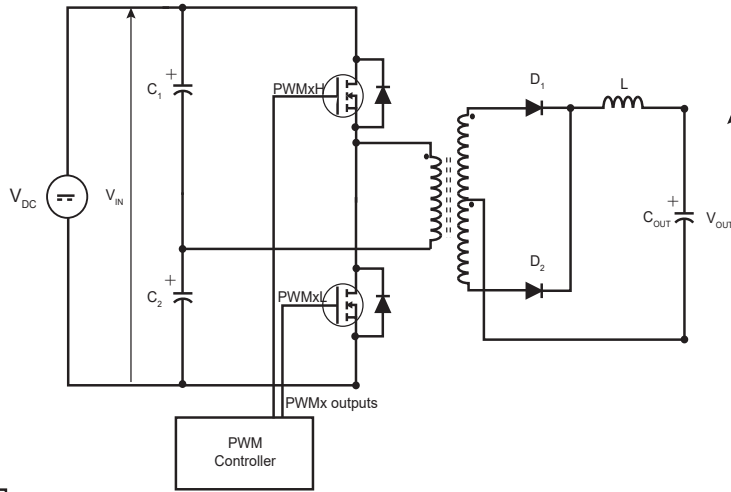 PWMxH
D1
L
+
C1
VDC
VIN
+
COUT
VOUT
D2
+
C2
PWMxL
PWMx outputs
PWM
Controller